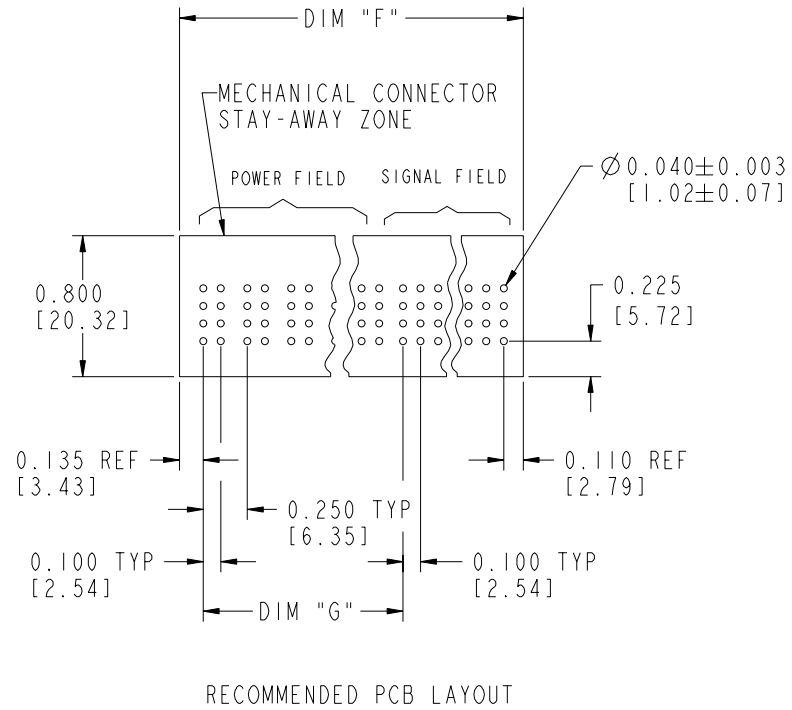 DIM "F"
MECHANICAL CONNECTOR
STAY-AWAY ZONE
POWER FIELD
SIGNAL FIELD
Ø0.040±0.003
[1.02±0.07]
0.800
[20.32]
0.225
[5.72]
0.135 REF
[3.43]
0.110 REF
[2.79]
0.250 TYP
[6.35]
0.100 TYP
[2.54]
0.100 TYP
[2.54]
DIM "G"
RECOMMENDED PCB LAYOUT